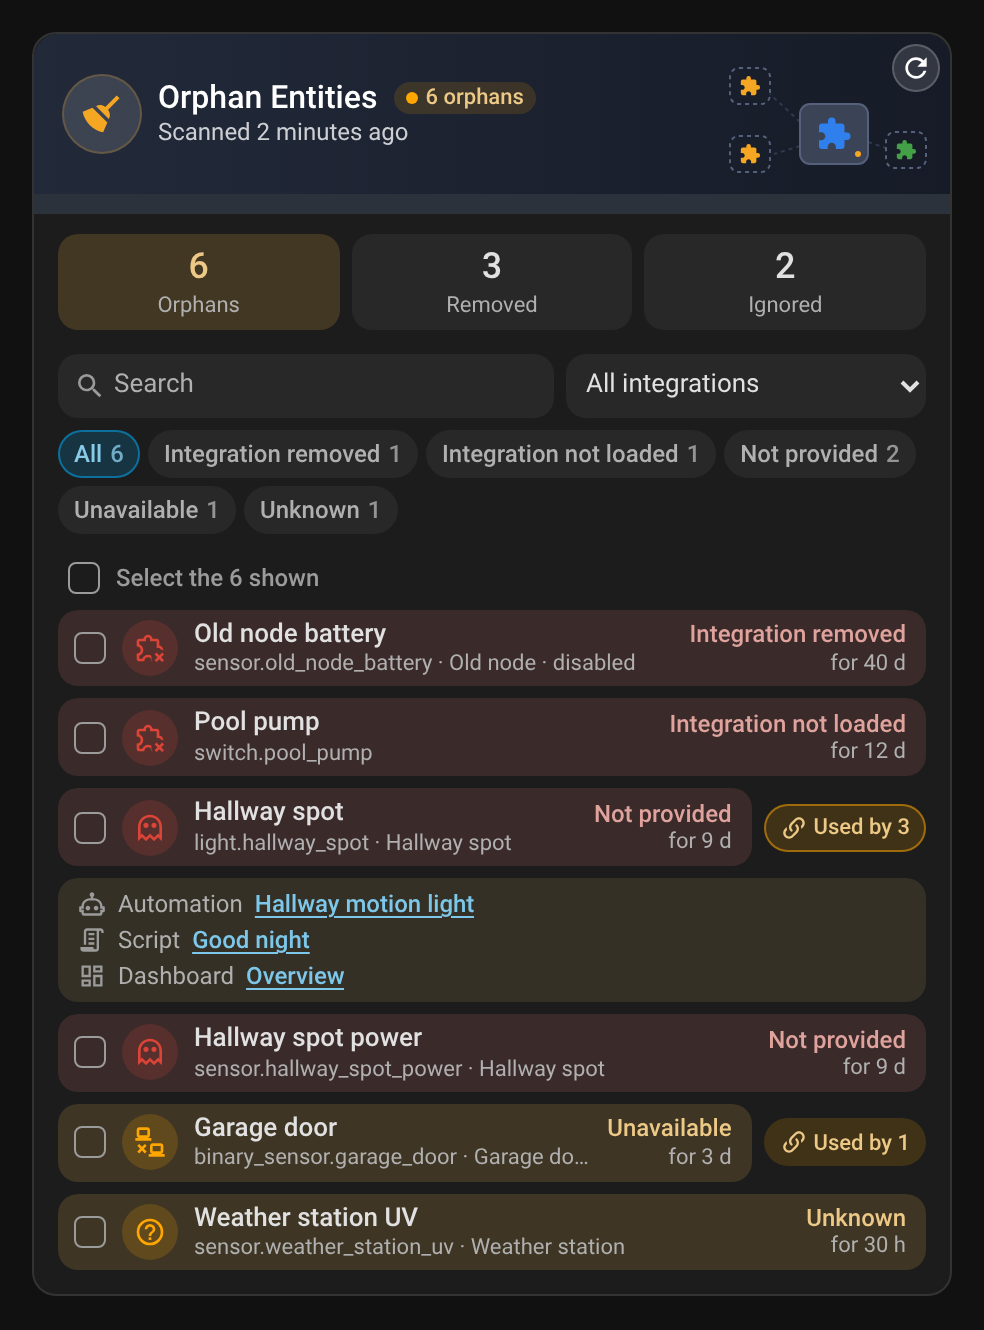 Orphan Entities
6 orphans
Scanned 2 minutes ago
6
Orphans
3
Removed
2
Ignored
Search
All integrations
All 6
Integration removed 1
Integration not loaded 1
Not provided 2
Unavailable 1
Unknown 1
Select the 6 shown
Old node battery
Integration removed
sensor.old_node_battery · Old node · disabled
for 40 d
Pool pump
Integration not loaded
switch.pool_pump
for 12 d
Hallway spot
Not provided
light.hallway_spot · Hallway spot
for 9 d
Used by 3
Automation Hallway motion light
Script Good night
Dashboard Overview
Hallway spot power
Not provided
sensor.hallway_spot_power · Hallway spot
for 9 d
Garage door
Unavailable
binary_sensor.garage_door · Garage do...
for 3 d
Used by 1
Weather station UV
Unknown
sensor.weather_station_uv · Weather station
for 30 h